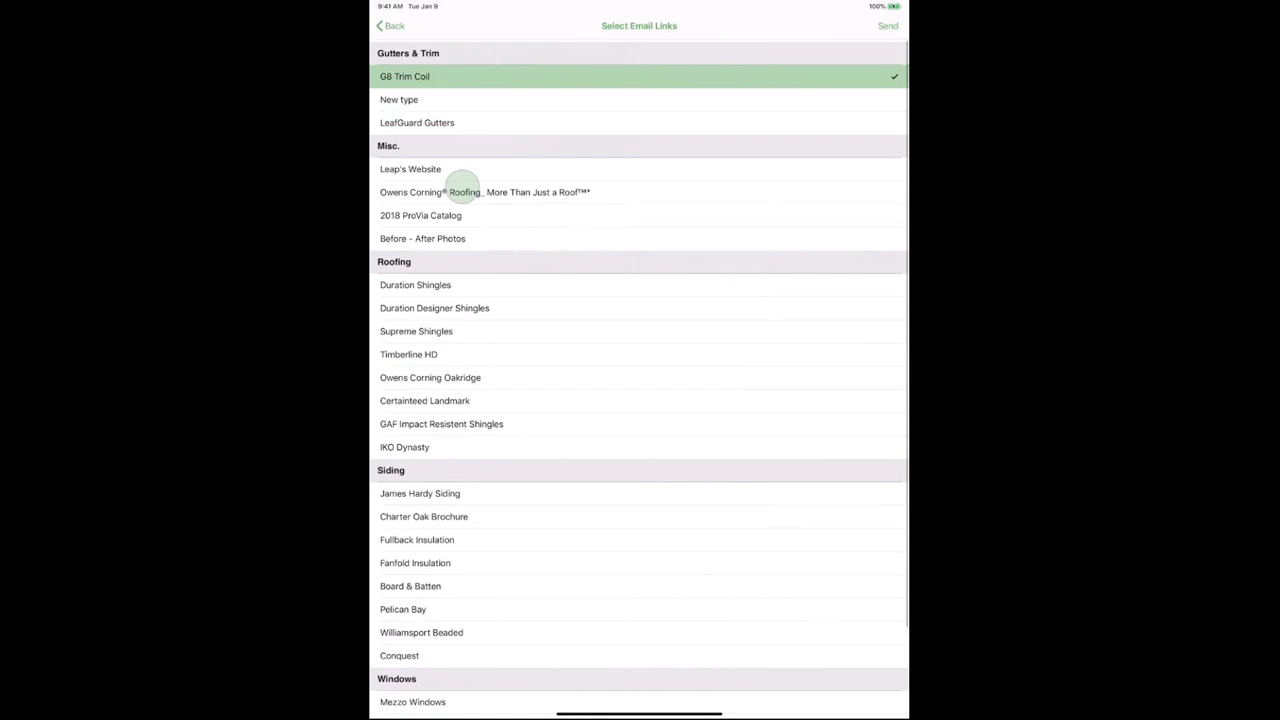 9:41 AM Tue Jan 9 100%
Back Select Email Links Send
Gutters & Trim
G8 Trim Coil
New type
LeafGuard Gutters
Misc.
Leap's Website
Owens Corning® Roofing_ More Than Just a Roof™*
2018 ProVia Catalog
Before - After Photos
Roofing
Duration Shingles
Duration Designer Shingles
Supreme Shingles
Timberline HD
Owens Corning Oakridge
Certainteed Landmark
GAF Impact Resistent Shingles
IKO Dynasty
Siding
James Hardy Siding
Charter Oak Brochure
Fullback Insulation
Fanfold Insulation
Board & Batten
Pelican Bay
Williamsport Beaded
Conquest
Windows
Mezzo Windows